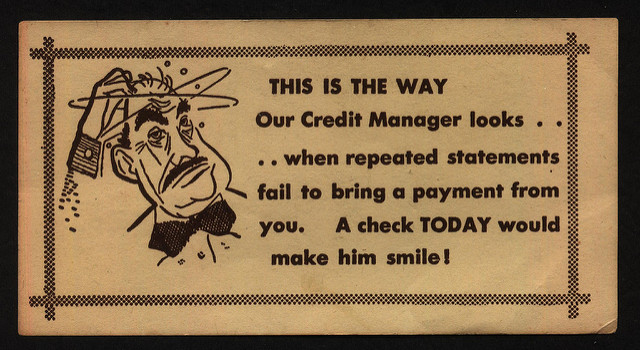 THIS IS THE WAY
Our Credit Manager looks . .
. . when repeated statements
fail to bring a payment from
you. A check TODAY would
make him smile!